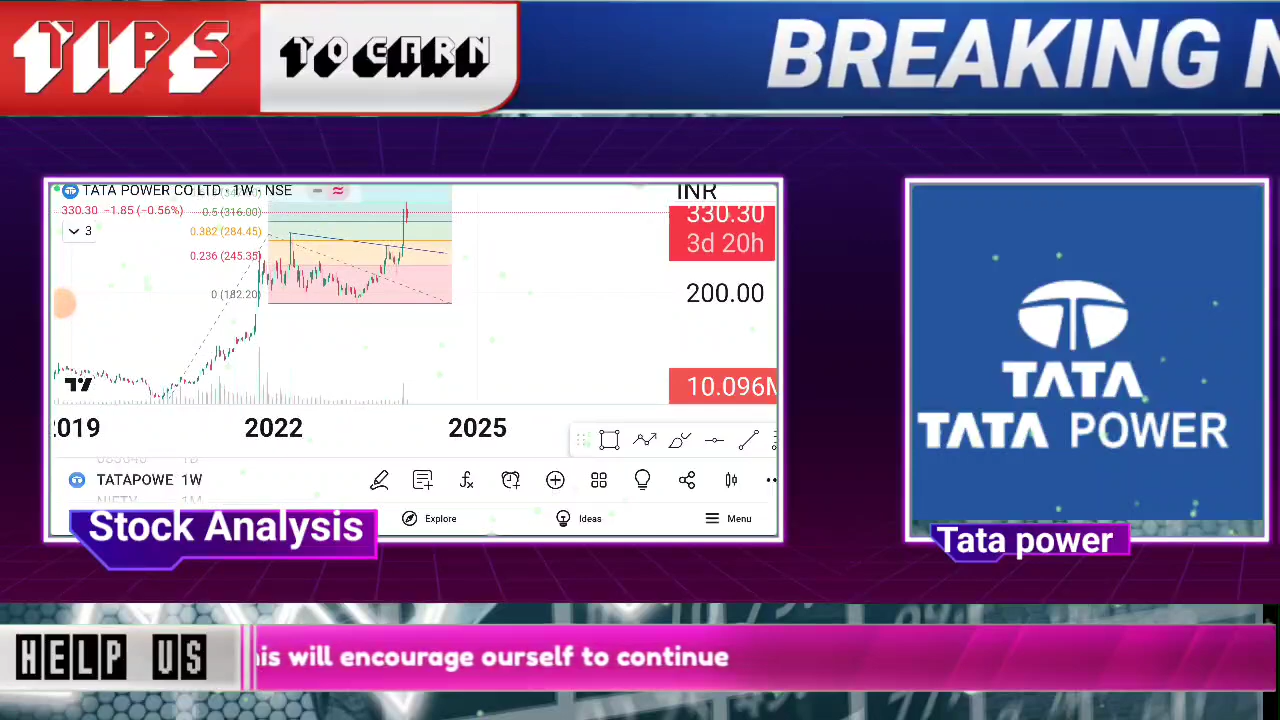 TIPS
TO EARN
BREAKING N
TATA POWER CO LTD · 1W · NSE
330.30 −1.85 (−0.56%)
3
0.5 (316.00)
0.382 (284.45)
0.236 (245.35)
0 (182.20)
INR
330.30
3d 20h
200.00
10.096M
2019
2022
2025
TATAPOWE 1W
NIFTY 1M
Explore
Ideas
Menu
Stock Analysis
TATA
TATA POWER
Tata power
HELP US
his will encourage ourself to continue